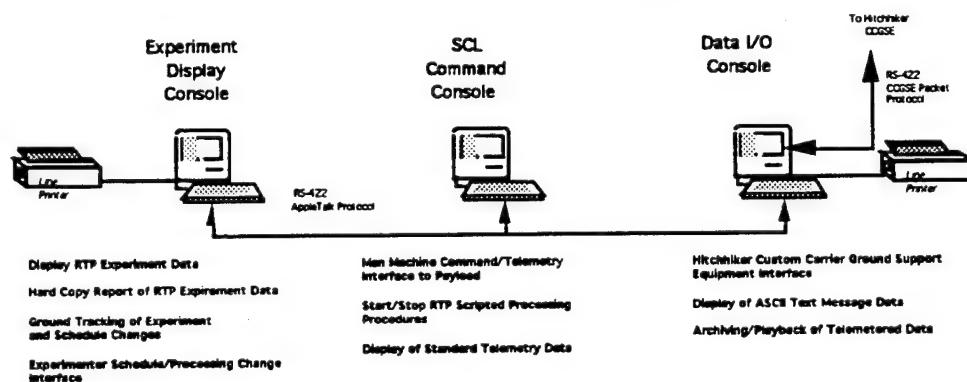 Experiment
Display
Console
SCL
Command
Console
Data I/O
Console
To Hitchhiker
CCGSE
RS-422
CCGSE Packet
Protocol
Line
Printer
RS-422
AppleTalk Protocol
Line
Printer
Display RTP Experiment Data
Hard Copy Report of RTP Expirement Data
Ground Tracking of Experiment
and Schedule Changes
Experimenter Schedule/Processing Change
Interface
Man Machine Command/Telemetry
Interface to Payload
Start/Stop RTP Scripted Processing
Procedures
Display of Standard Telemetry Data
Hitchhiker Custom Carrier Ground Support
Equipment Interface
Display of ASCII Text Message Data
Archiving/Playback of Telemetered Data